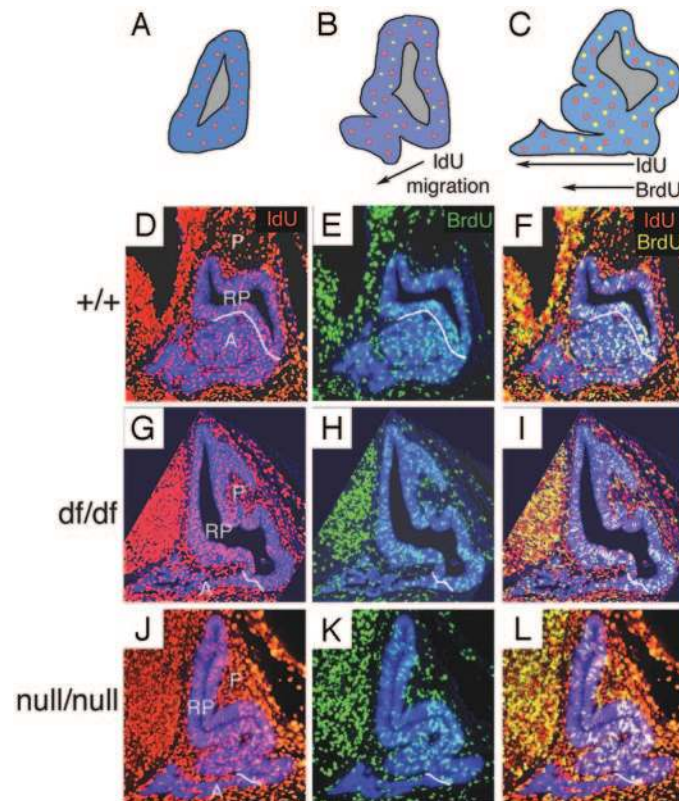 A
B
C
IdU
migration
IdU
BrdU
+/+
D
IdU
P
RP
A
E
BrdU
F
IdU
BrdU
df/df
G
P
RP
A
H
I
null/null
J
P
RP
A
K
L